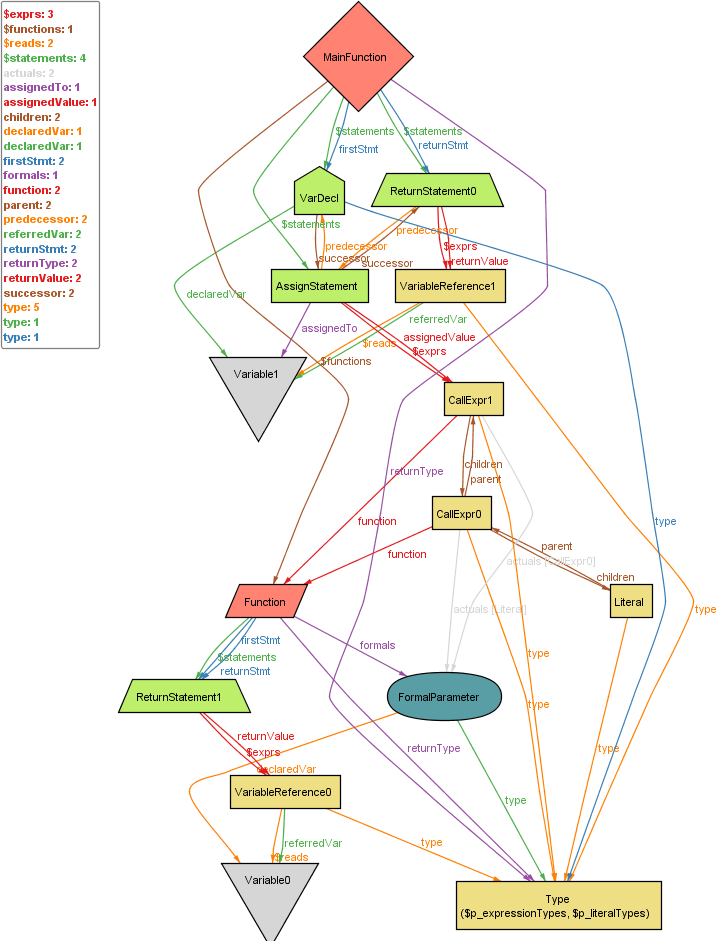 $exprs: 3
$functions: 1
$reads: 2
$statements: 4
actuals: 2
assignedTo: 1
assignedValue: 1
children: 2
declaredVar: 1
declaredVar: 1
firstStmt: 2
formals: 1
function: 2
parent: 2
predecessor: 2
referredVar: 2
returnStmt: 2
returnType: 2
returnValue: 2
successor: 2
type: 5
type: 1
type: 1
MainFunction
$statements
$statements
firstStmt
returnStmt
VarDecl
ReturnStatement0
$statements
predecessor
predecessor
$exprs
successor
successor
returnValue
AssignStatement
VariableReference1
declaredVar
assignedTo
referredVar
assignedValue
$reads
$exprs
$functions
Variable1
CallExpr1
returnType
children
parent
CallExpr0
function
type
function
parent
actuals [CallExpr0]
children
Function
actuals [Literal]
Literal
type
firstStmt
formals
$statements
type
returnStmt
ReturnStatement1
FormalParameter
type
returnValue
returnType
type
$exprs
declaredVar
VariableReference0
type
referredVar
type
$reads
Variable0
Type
($p_expressionTypes, $p_literalTypes)